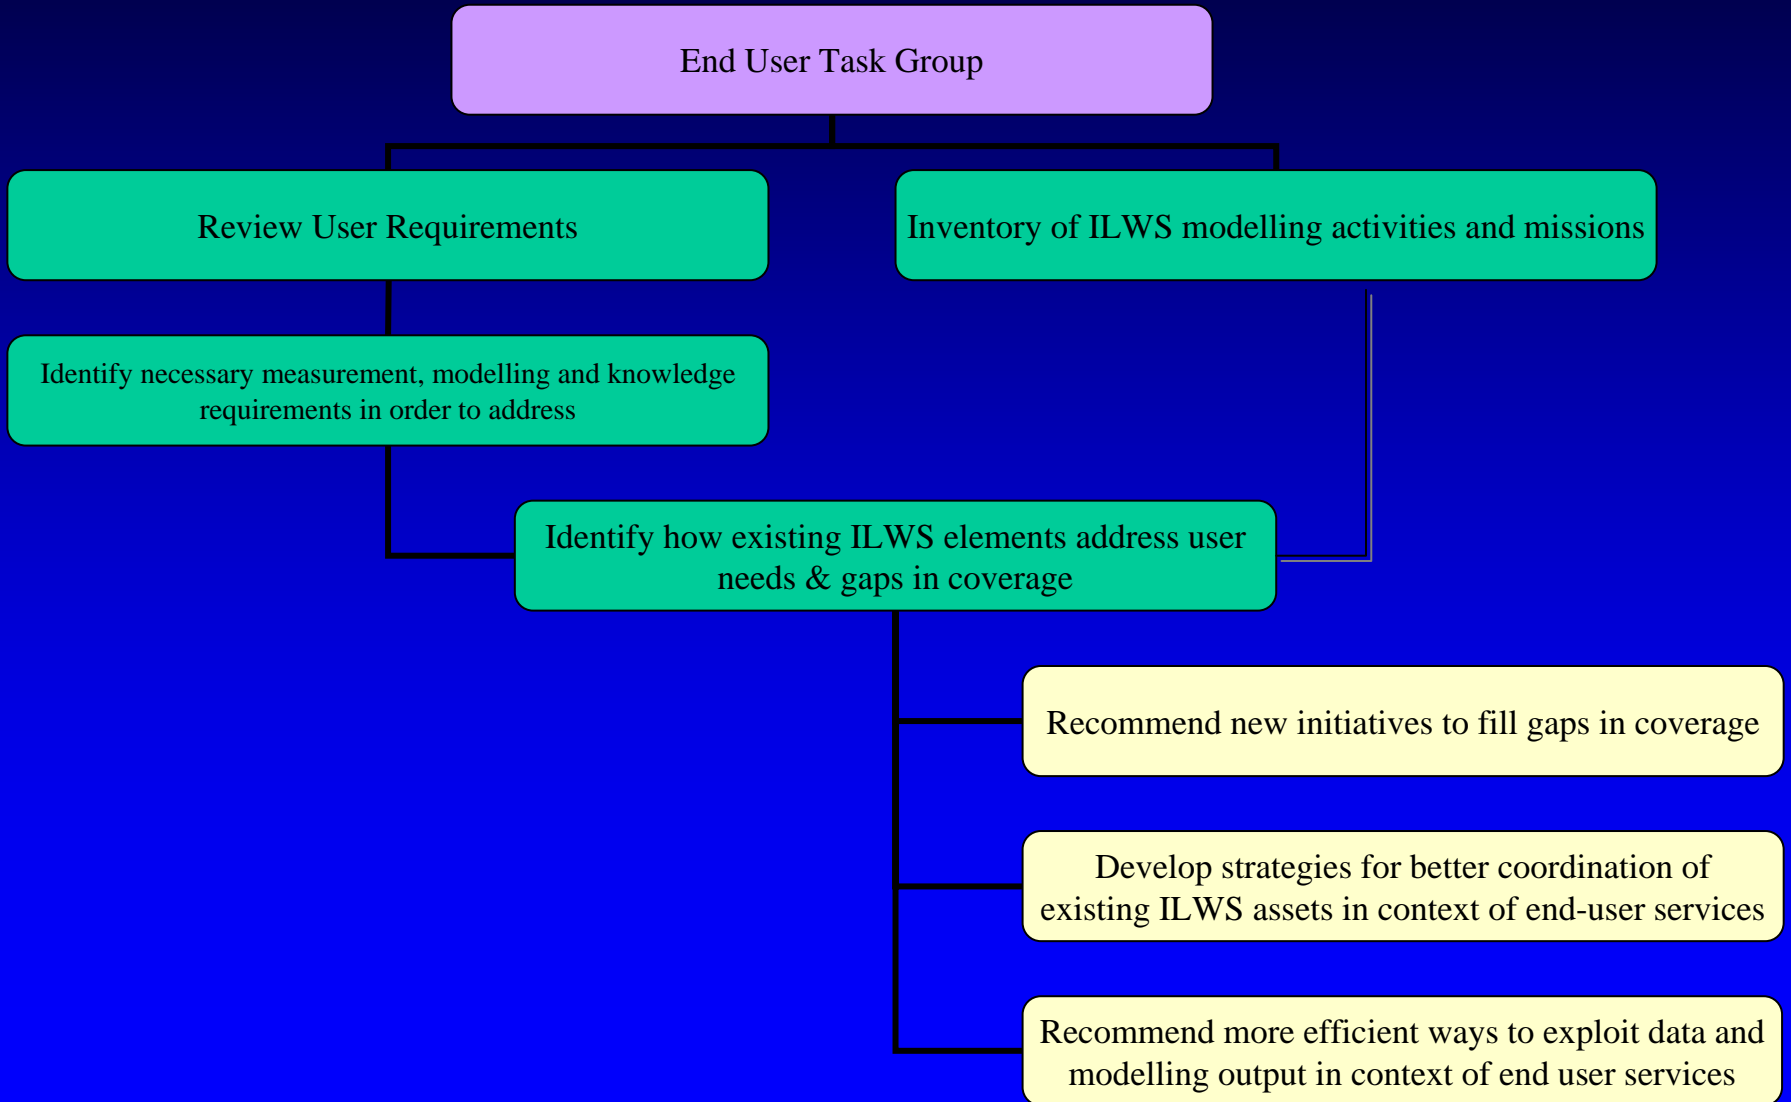 End User Task Group
Review User Requirements
Inventory of ILWS modelling activities and missions
Identify necessary measurement, modelling and knowledge
requirements in order to address
Identify how existing ILWS elements address user
needs & gaps in coverage
Recommend new initiatives to fill gaps in coverage
Develop strategies for better coordination of
existing ILWS assets in context of end-user services
Recommend more efficient ways to exploit data and
modelling output in context of end user services